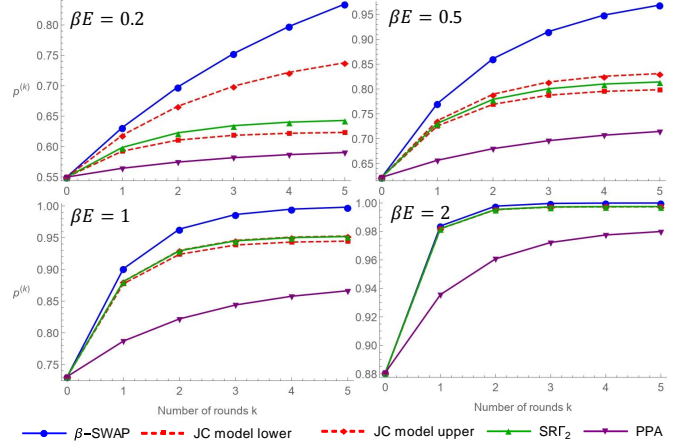 βE = 0.2
βE = 0.5
0.80
0.75
0.70
0.65
0.60
0.55
p^(k)
0 1 2 3 4 5
0.95
0.90
0.85
0.80
0.75
0.70
0.65
0 1 2 3 4 5
βE = 1
βE = 2
1.00
0.95
0.90
0.85
0.80
0.75
p^(k)
0 1 2 3 4 5
Number of rounds k
1.00
0.98
0.96
0.94
0.92
0.90
0.88
0 1 2 3 4 5
Number of rounds k
β−SWAP JC model lower JC model upper SRΓ₂ PPA